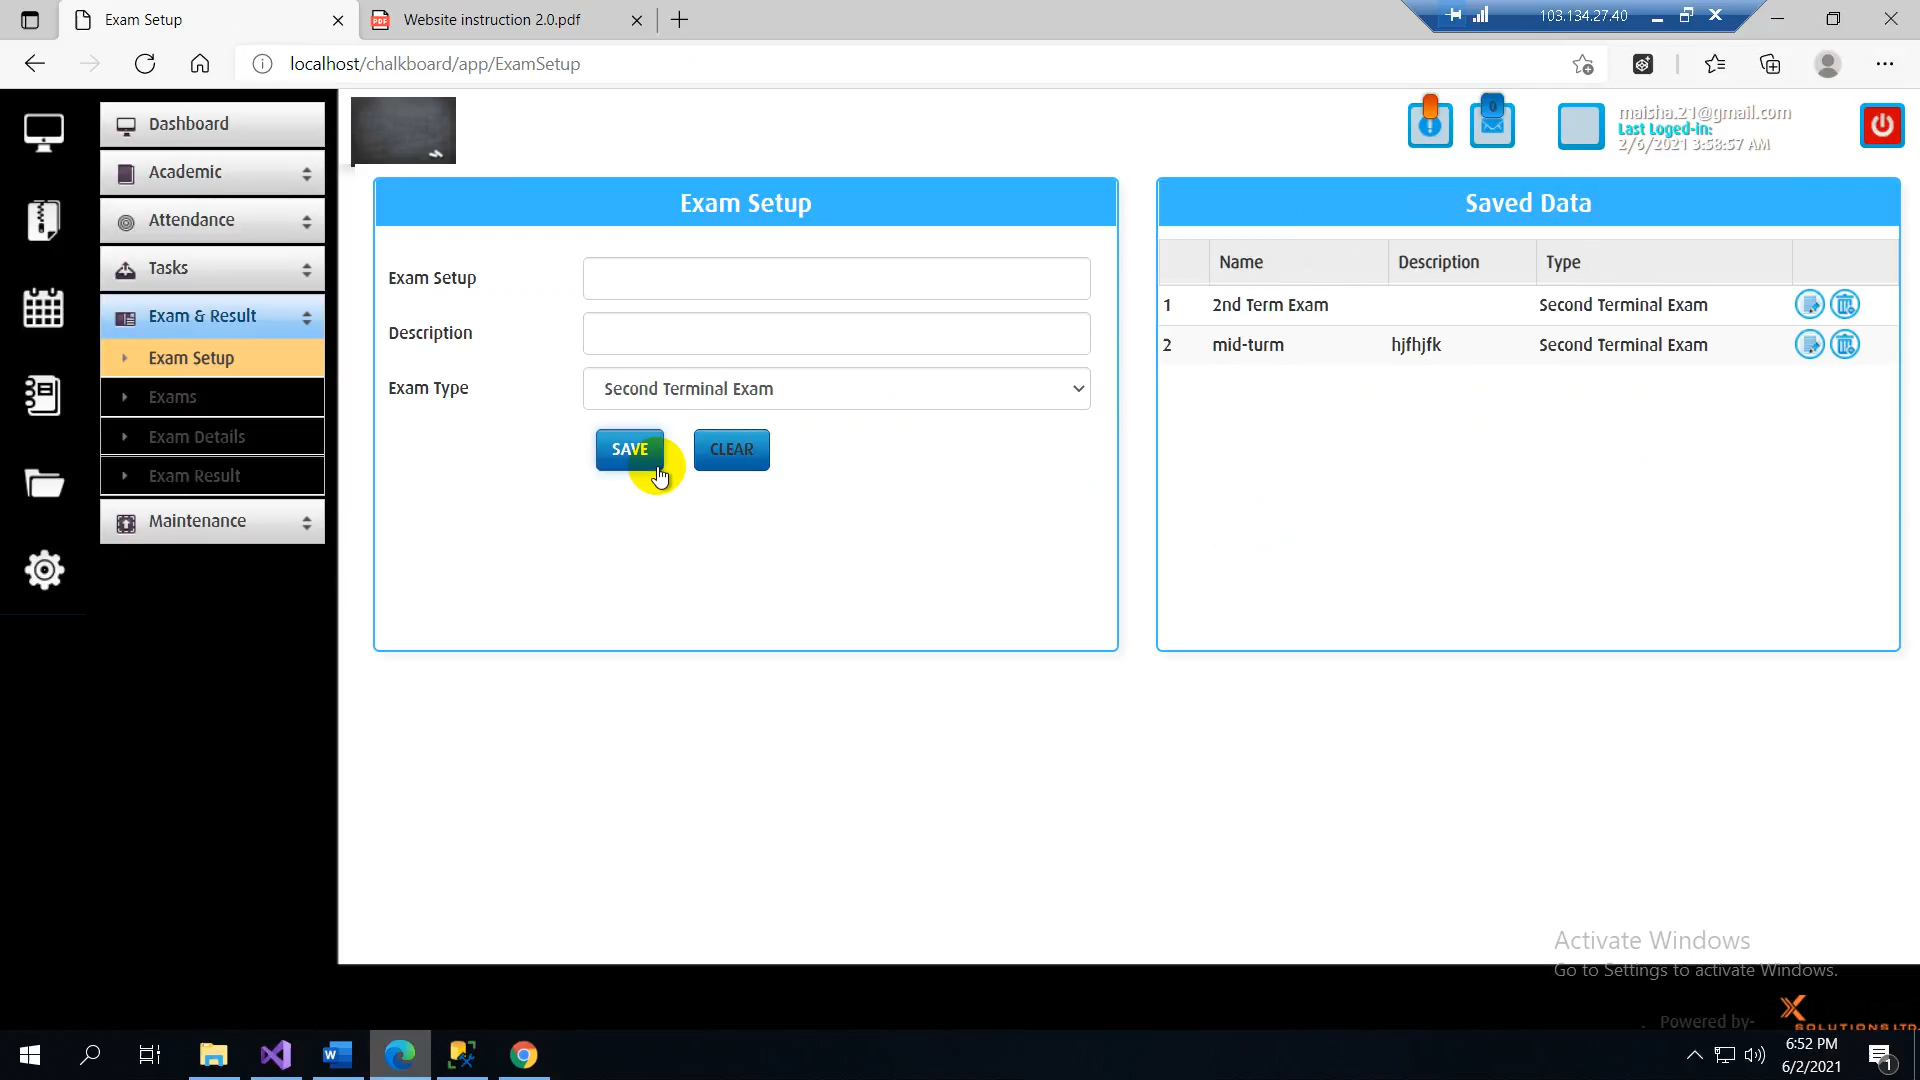 Exam Setup
Website instruction 2.0.pdf
103.134.27.40
localhost/chalkboard/app/ExamSetup
Dashboard
Academic
Attendance
Tasks
Exam & Result
Exam Setup
Exams
Exam Details
Exam Result
Maintenance
0
maisha.21@gmail.com
Last Loged-in:
2/6/2021 3:58:57 AM
Exam Setup
Exam Setup
Description
Exam Type
Second Terminal Exam
SAVE
CLEAR
Saved Data
Name Description Type
1 2nd Term Exam Second Terminal Exam
2 mid-turm hjfhjfk Second Terminal Exam
Activate Windows
Go to Settings to activate Windows.
. Powered by-
X
SOLUTIONS LTD.
6:52 PM
6/2/2021
1